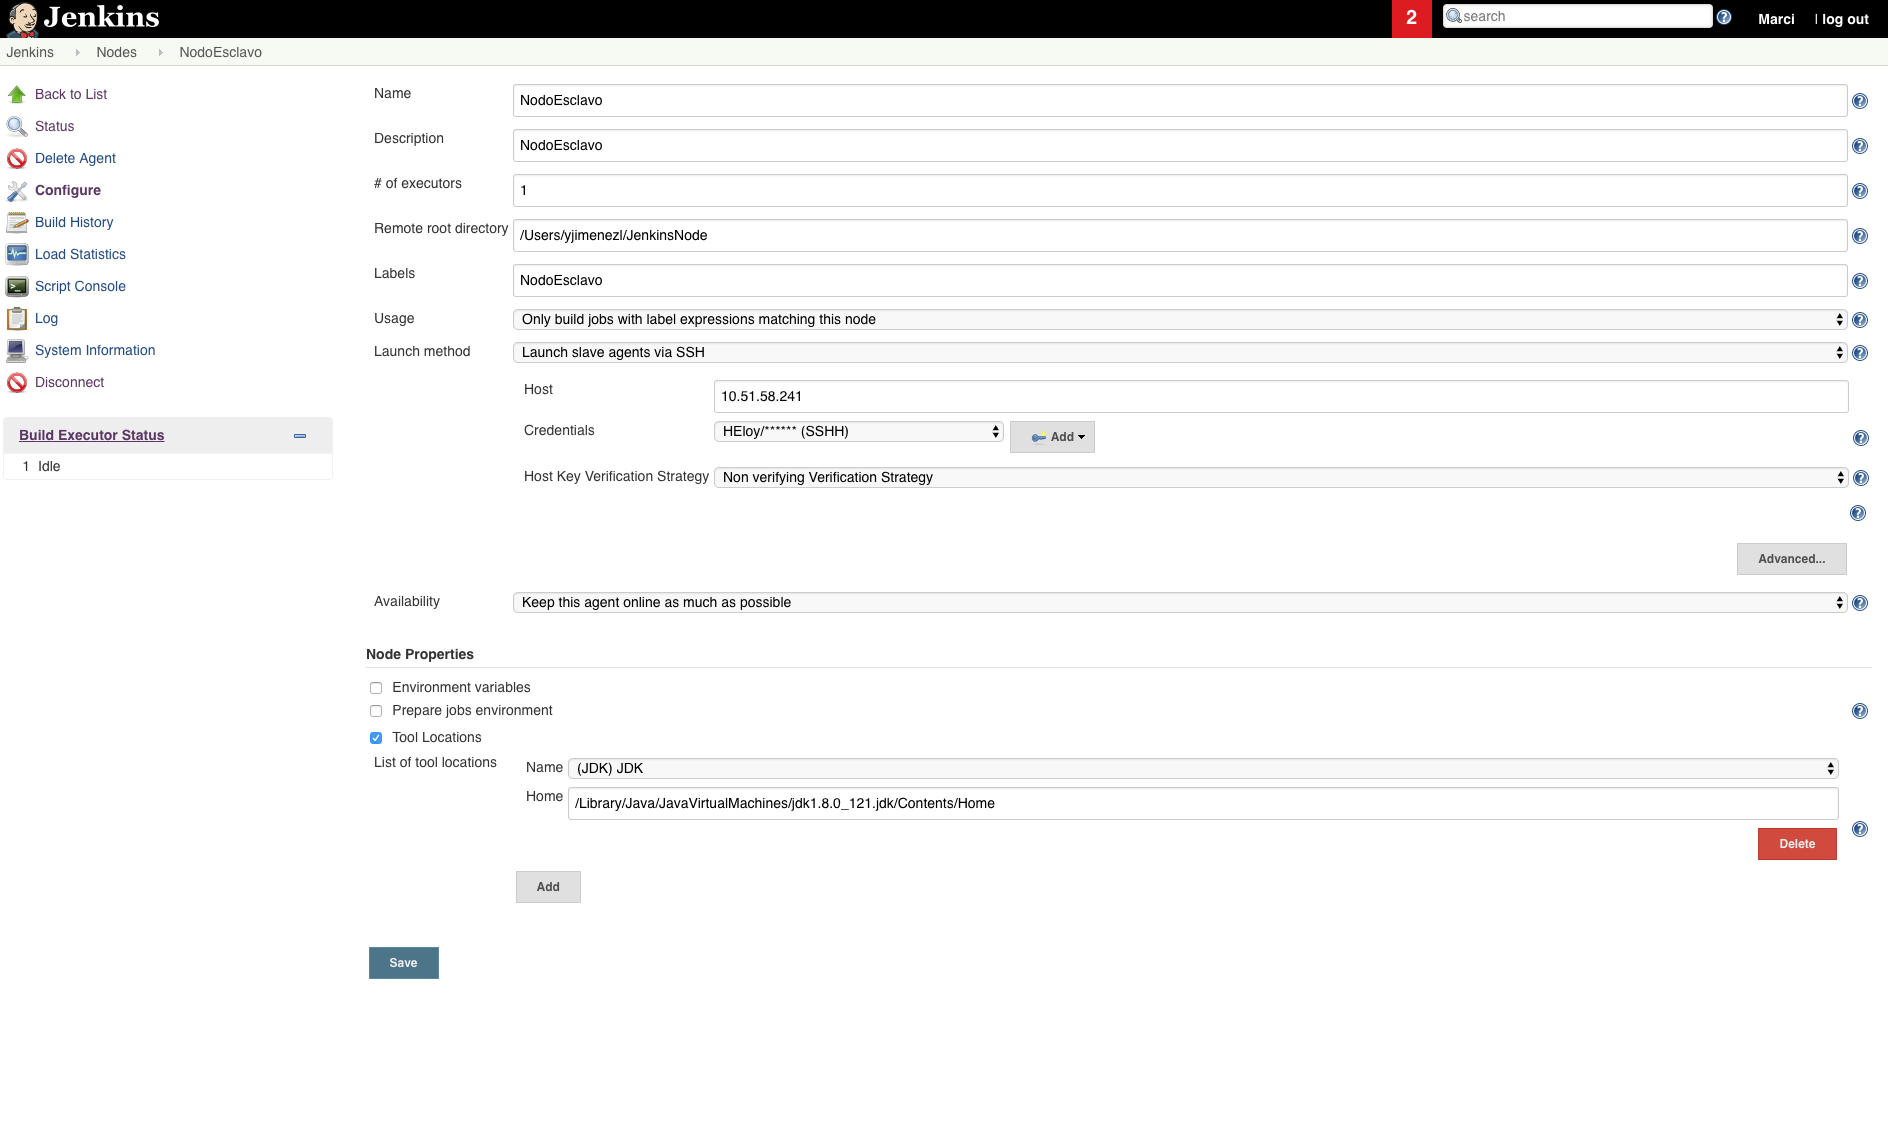 Jenkins
2
search
Marci
| log out
Jenkins
Nodes
NodoEsclavo
Back to List
Status
Delete Agent
Configure
Build History
Load Statistics
Script Console
Log
System Information
Disconnect
Build Executor Status
1 Idle
Name
NodoEsclavo
Description
NodoEsclavo
# of executors
1
Remote root directory
/Users/yjimenezl/JenkinsNode
Labels
NodoEsclavo
Usage
Only build jobs with label expressions matching this node
Launch method
Launch slave agents via SSH
Host
10.51.58.241
Credentials
HEloy/****** (SSHH)
Add
Host Key Verification Strategy
Non verifying Verification Strategy
Advanced...
Availability
Keep this agent online as much as possible
Node Properties
Environment variables
Prepare jobs environment
Tool Locations
List of tool locations
Name
(JDK) JDK
Home
/Library/Java/JavaVirtualMachines/jdk1.8.0_121.jdk/Contents/Home
Delete
Add
Save